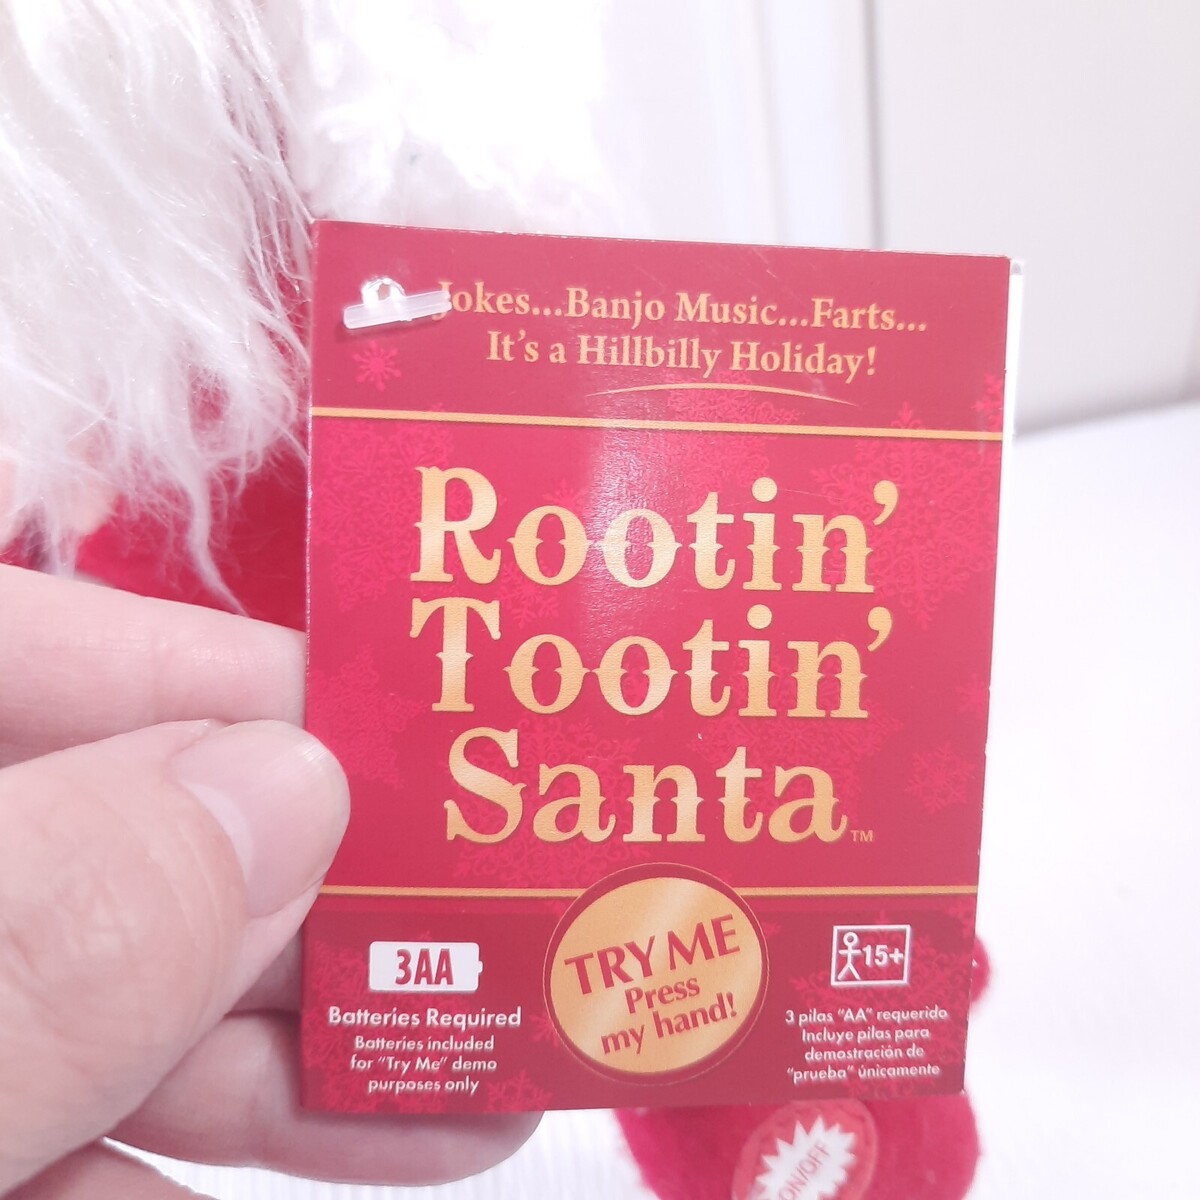 Jokes...Banjo Music...Farts...
It's a Hillbilly Holiday!
Rootin'
Tootin'
Santa™
TRY ME
Press
my hand!
3AA
Batteries Required
Batteries included
for "Try Me" demo
purposes only
15+
3 pilas "AA" requerido
Incluye pilas para
demostración de
"prueba" únicamente
ON/OFF